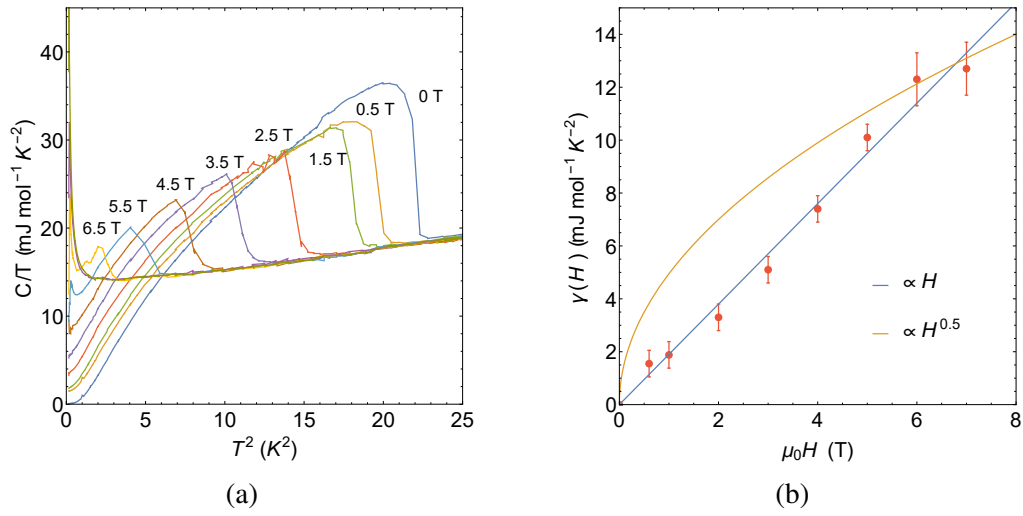 40
30
20
10
0
0
5
10
15
20
25
C/T (mJ mol⁻¹ K⁻²)
T² (K²)
0 T
0.5 T
1.5 T
2.5 T
3.5 T
4.5 T
5.5 T
6.5 T
(a)
14
12
10
8
6
4
2
0
0
2
4
6
8
γ(H) (mJ mol⁻¹ K⁻²)
μ₀H (T)
∝ H
∝ H⁰·⁵
(b)